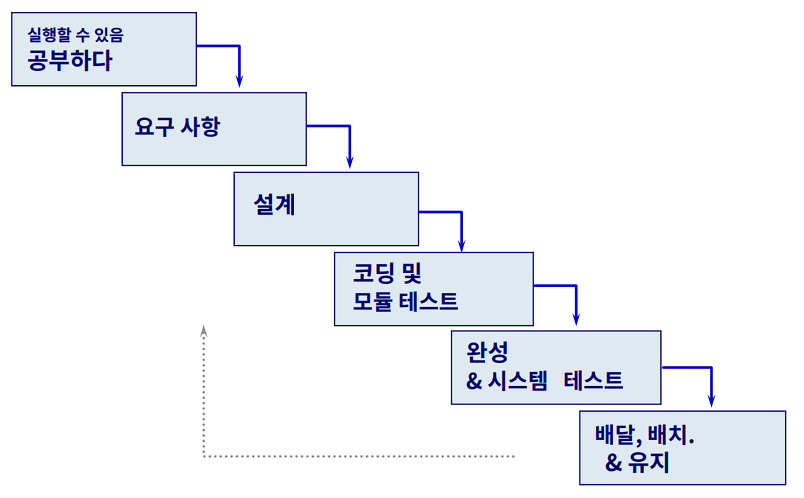 실행할 수 있음
공부하다
요구 사항
설계
코딩 및
모듈 테스트
완성
& 시스템 테스트
배달, 배치.
& 유지